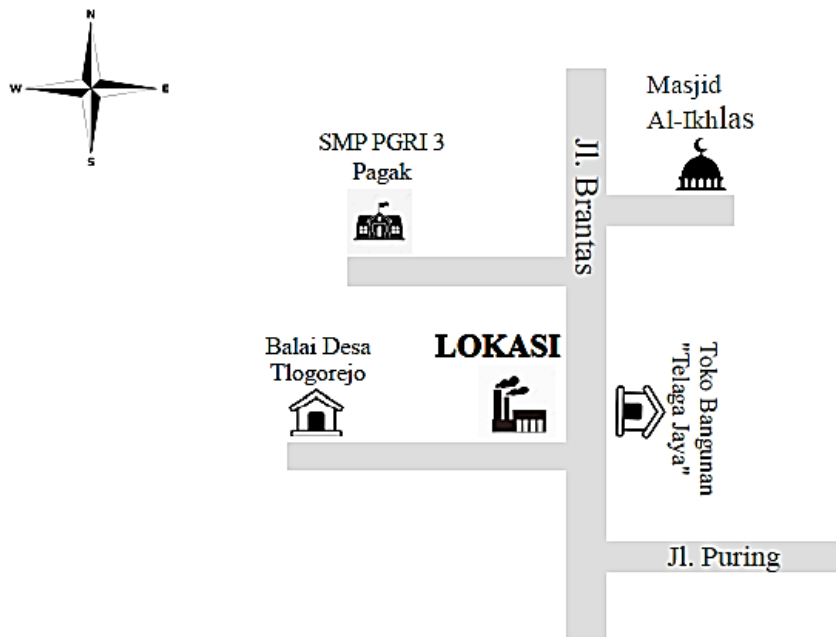 N
W
E
S
Masjid
Al-Ikhlas
SMP PGRI 3
Pagak
Jl. Brantas
Balai Desa
Tlogorejo
LOKASI
Toko Bangunan
"Telaga Jaya"
Jl. Puring